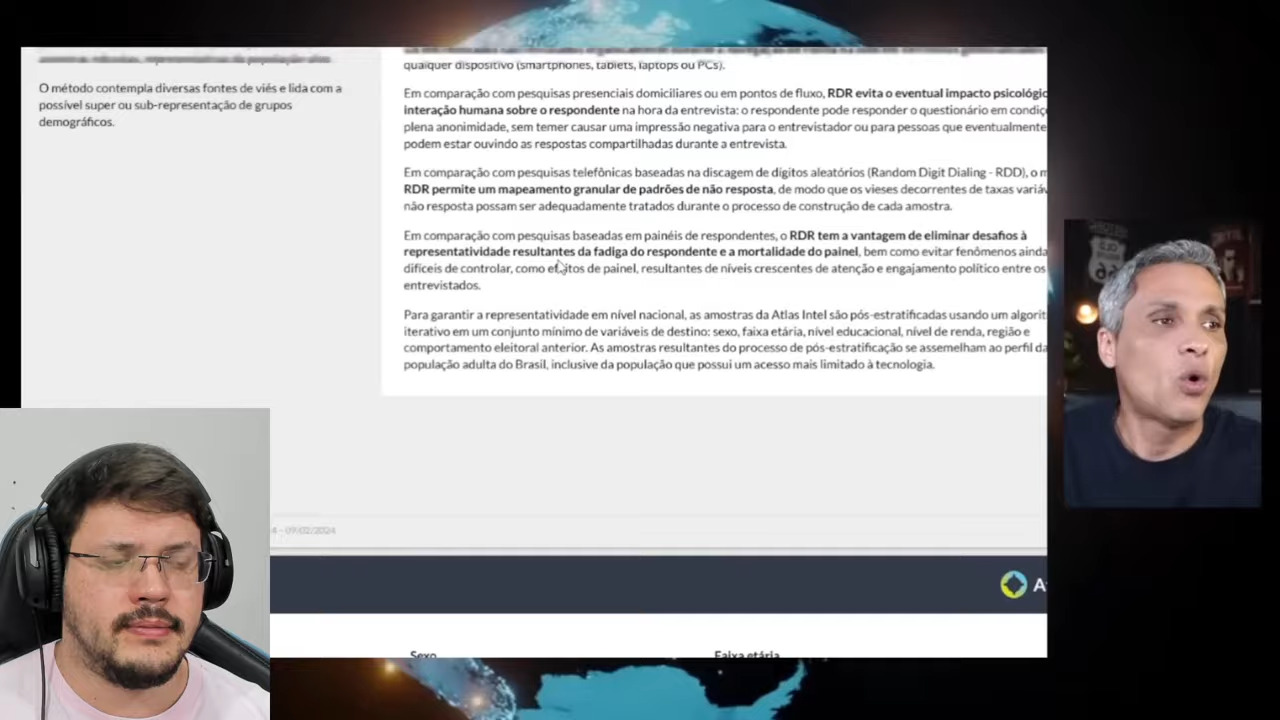 O método contempla diversas fontes de viés e lida com a
possível super ou sub-representação de grupos
demográficos.
qualquer dispositivo (smartphones, tablets, laptops ou PCs).
Em comparação com pesquisas presenciais domiciliares ou em pontos de fluxo, RDR evita o eventual impacto psicológic
interação humana sobre o respondente na hora da entrevista: o respondente pode responder o questionário em condiç
plena anonimidade, sem temer causar uma impressão negativa para o entrevistador ou para pessoas que eventualmente
podem estar ouvindo as respostas compartilhadas durante a entrevista.
Em comparação com pesquisas telefônicas baseadas na discagem de dígitos aleatórios (Random Digit Dialing - RDD), o m
RDR permite um mapeamento granular de padrões de não resposta, de modo que os vieses decorrentes de taxas variáv
não resposta possam ser adequadamente tratados durante o processo de construção de cada amostra.
Em comparação com pesquisas baseadas em painéis de respondentes, o RDR tem a vantagem de eliminar desafios à
representatividade resultantes da fadiga do respondente e a mortalidade do painel, bem como evitar fenômenos ainda
difíceis de controlar, como efeitos de painel, resultantes de níveis crescentes de atenção e engajamento político entre os
entrevistados.
Para garantir a representatividade em nível nacional, as amostras da Atlas Intel são pós-estratificadas usando um algorit
iterativo em um conjunto mínimo de variáveis de destino: sexo, faixa etária, nível educacional, nível de renda, região e
comportamento eleitoral anterior. As amostras resultantes do processo de pós-estratificação se assemelham ao perfil da
população adulta do Brasil, inclusive da população que possui um acesso mais limitado à tecnologia.
4 - 09/02/2024
A
Sexo
Faixa etária